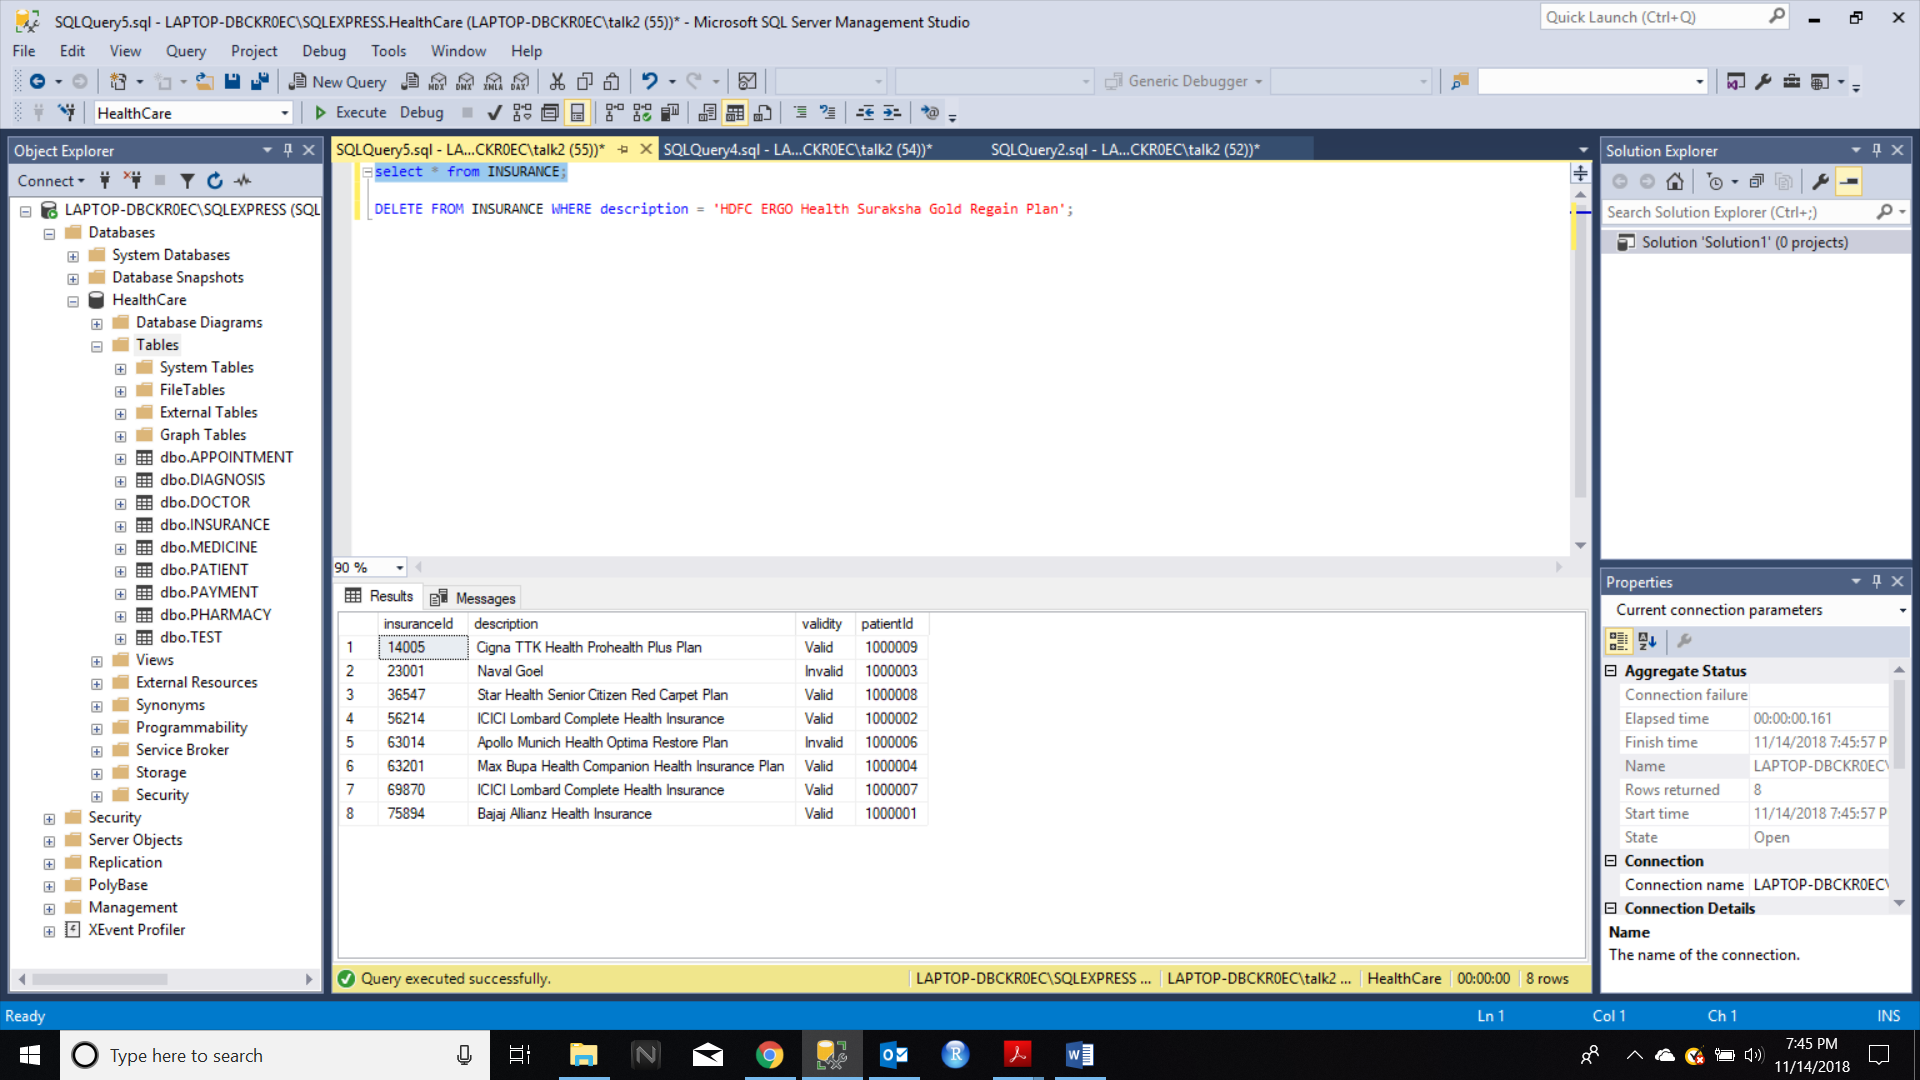 SQLQuery5.sql - LAPTOP-DBCKR0EC\SQLEXPRESS.HealthCare (LAPTOP-DBCKR0EC\talk2 (55))* - Microsoft SQL Server Management Studio
Quick Launch (Ctrl+Q)
File Edit View Query Project Debug Tools Window Help
New Query MDX DMX XMLA DAX Generic Debugger
HealthCare Execute Debug
Object Explorer
Connect
LAPTOP-DBCKR0EC\SQLEXPRESS (SQL
Databases
System Databases
Database Snapshots
HealthCare
Database Diagrams
Tables
System Tables
FileTables
External Tables
Graph Tables
dbo.APPOINTMENT
dbo.DIAGNOSIS
dbo.DOCTOR
dbo.INSURANCE
dbo.MEDICINE
dbo.PATIENT
dbo.PAYMENT
dbo.PHARMACY
dbo.TEST
Views
External Resources
Synonyms
Programmability
Service Broker
Storage
Security
Security
Server Objects
Replication
PolyBase
Management
XEvent Profiler
SQLQuery5.sql - LA...CKR0EC\talk2 (55))* SQLQuery4.sql - LA...CKR0EC\talk2 (54))* SQLQuery2.sql - LA...CKR0EC\talk2 (52))*
select * from INSURANCE;
DELETE FROM INSURANCE WHERE description = 'HDFC ERGO Health Suraksha Gold Regain Plan';
90 %
Results Messages
insuranceId description validity patientId
1 14005 Cigna TTK Health Prohealth Plus Plan Valid 1000009
2 23001 Naval Goel Invalid 1000003
3 36547 Star Health Senior Citizen Red Carpet Plan Valid 1000008
4 56214 ICICI Lombard Complete Health Insurance Valid 1000002
5 63014 Apollo Munich Health Optima Restore Plan Invalid 1000006
6 63201 Max Bupa Health Companion Health Insurance Plan Valid 1000004
7 69870 ICICI Lombard Complete Health Insurance Valid 1000007
8 75894 Bajaj Allianz Health Insurance Valid 1000001
Query executed successfully. LAPTOP-DBCKR0EC\SQLEXPRESS ... LAPTOP-DBCKR0EC\talk2 ... HealthCare 00:00:00 8 rows
Solution Explorer
Search Solution Explorer (Ctrl+;)
Solution 'Solution1' (0 projects)
Properties
Current connection parameters
Aggregate Status
Connection failure
Elapsed time 00:00:00.161
Finish time 11/14/2018 7:45:57 P
Name LAPTOP-DBCKR0EC\
Rows returned 8
Start time 11/14/2018 7:45:57 P
State Open
Connection
Connection name LAPTOP-DBCKR0EC\
Connection Details
Name
The name of the connection.
Ready Ln 1 Col 1 Ch 1 INS
Type here to search
7:45 PM
11/14/2018